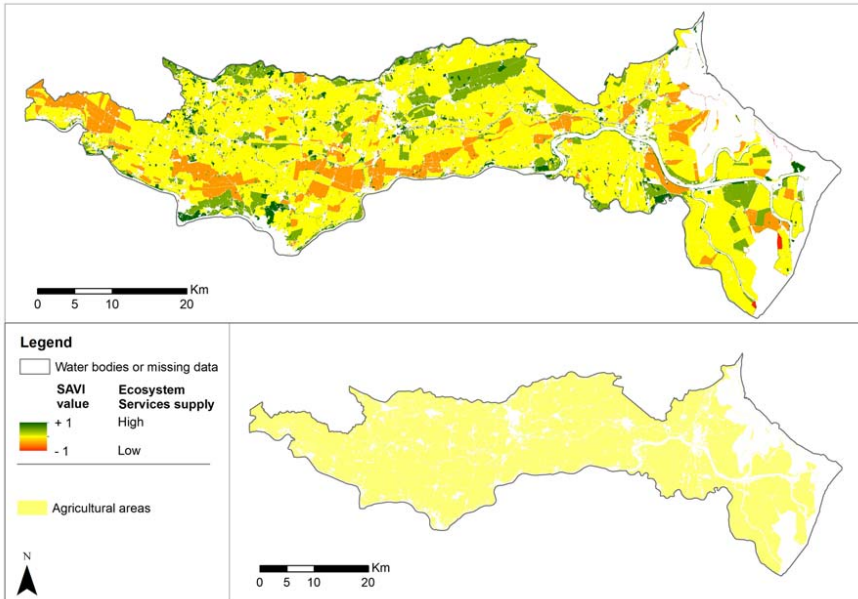 Km
0 5 10 20
Legend
Water bodies or missing data
SAVI value Ecosystem Services supply
+ 1 High
- 1 Low
Agricultural areas
N
Km
0 5 10 20